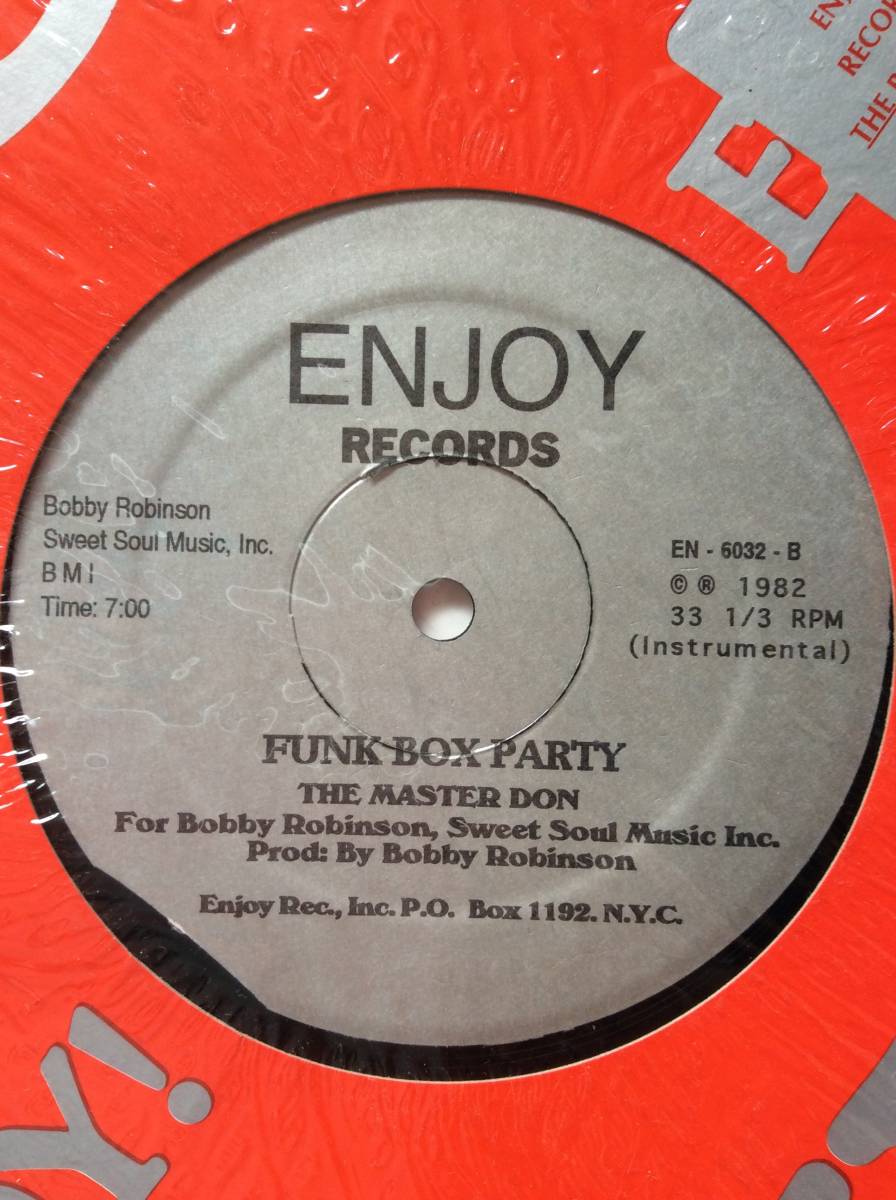 ENJOY
RECORDS
Bobby Robinson
Sweet Soul Music, Inc.
B M I
Time: 7:00
EN - 6032 - B
© ® 1982
33 1/3 RPM
(Instrumental)
FUNK BOX PARTY
THE MASTER DON
For Bobby Robinson, Sweet Soul Music Inc.
Prod: By Bobby Robinson
Enjoy Rec., Inc. P.O. Box 1192. N.Y.C.
THE